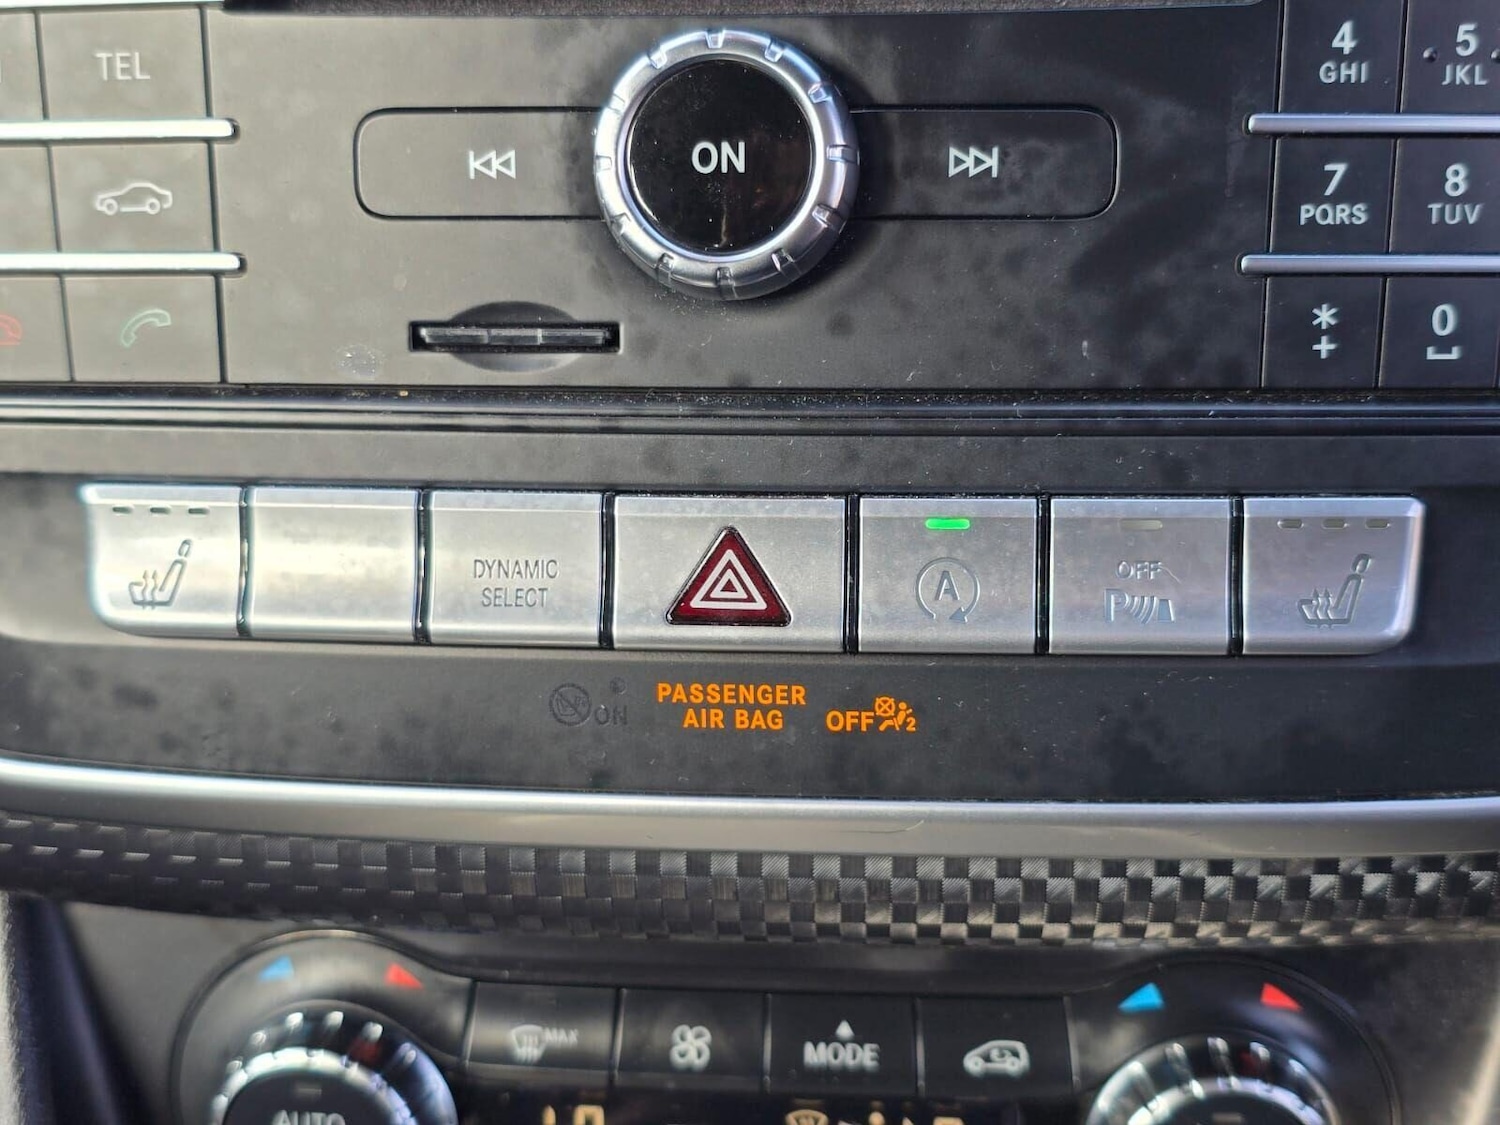 TEL
ON
4
GHI
5
JKL
7
PQRS
8
TUV
*
+
0
DYNAMIC
SELECT
A
OFF
P
ON
PASSENGER
AIR BAG
OFF
2
MAX
MODE
AUTO